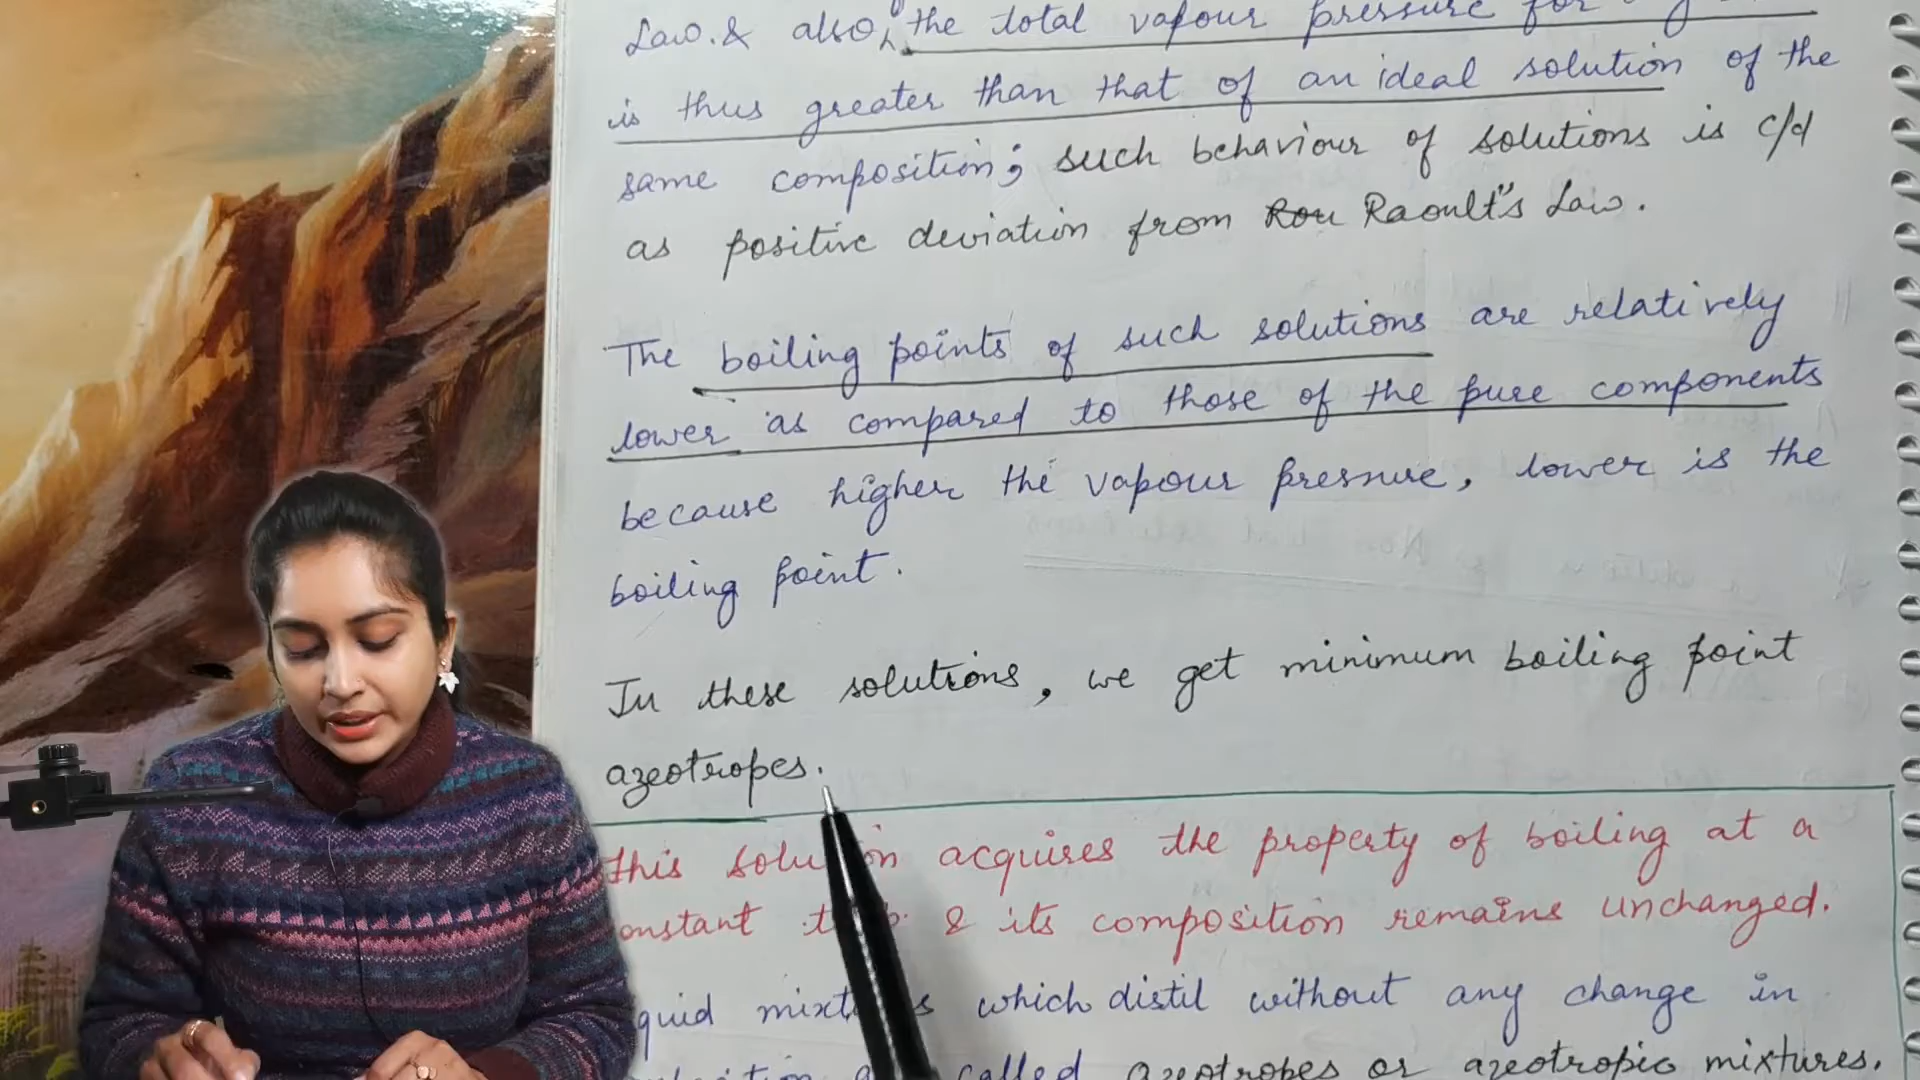 Law. & also, the total vapour pressure for
is thus greater than that of an ideal solution of the
same composition; such behaviour of solutions is c/d
as positive deviation from Rou Raoult's Law.
The boiling points of such solutions are relatively
lower as compared to those of the pure components
because higher the vapour pressure, lower is the
boiling point.
In these solutions, we get minimum boiling point
azeotropes.
This solution acquires the property of boiling at a
onstant & its composition remains unchanged.
quid which distil without any change in
called azeotropes or azeotropic mixtures.